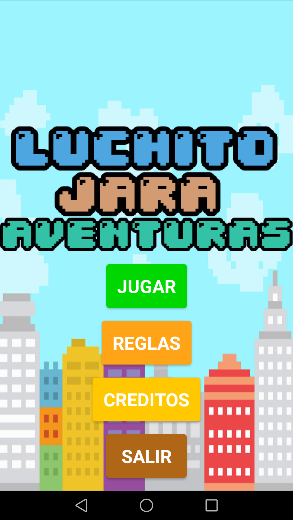 LUCHITO
JARA
AVENTURAS
JUGAR
REGLAS
CREDITOS
SALIR